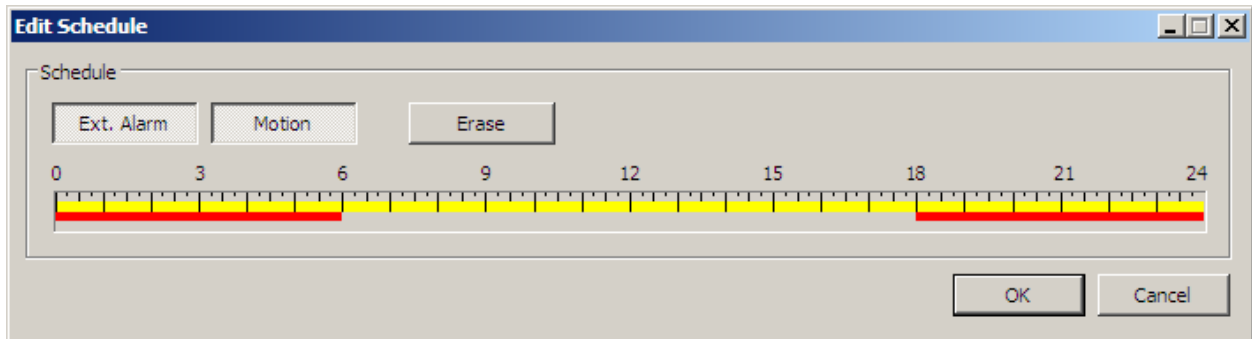 Edit Schedule
Schedule
Ext. Alarm Motion Erase
0 3 6 9 12 15 18 21 24
OK Cancel